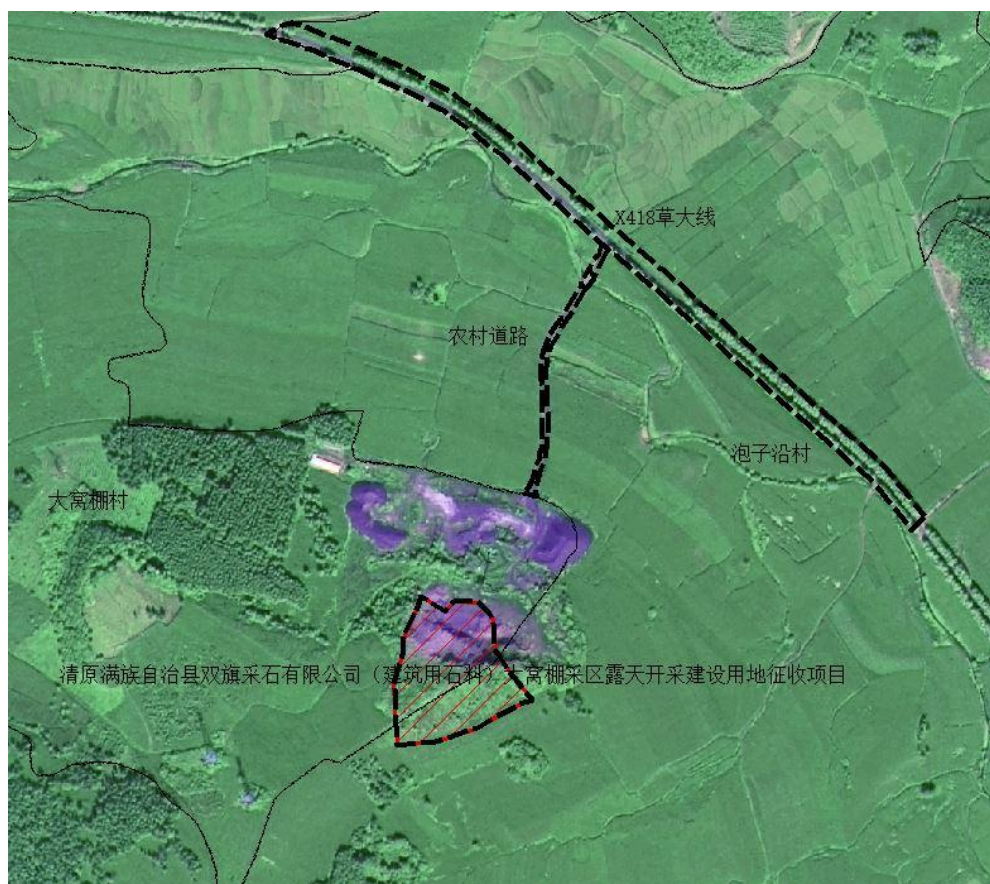 X418草大线
农村道路
泡子沿村
大窝棚村
清原满族自治县双旗采石有限公司（建筑用石料）大窝棚采区露天开采建设用地征收项目